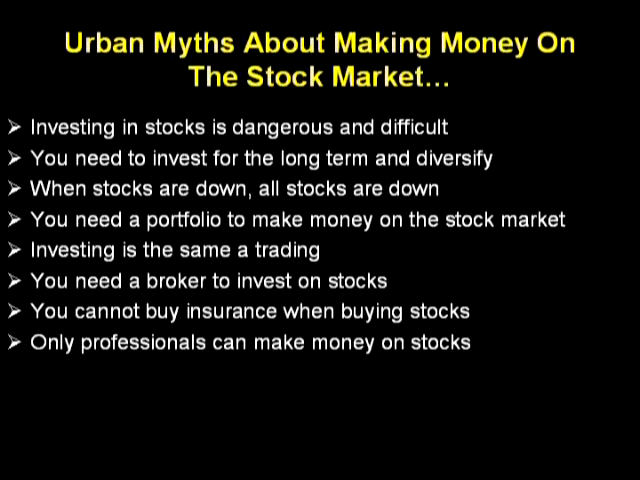 Urban Myths About Making Money On
The Stock Market…
➢ Investing in stocks is dangerous and difficult
➢ You need to invest for the long term and diversify
➢ When stocks are down, all stocks are down
➢ You need a portfolio to make money on the stock market
➢ Investing is the same a trading
➢ You need a broker to invest on stocks
➢ You cannot buy insurance when buying stocks
➢ Only professionals can make money on stocks